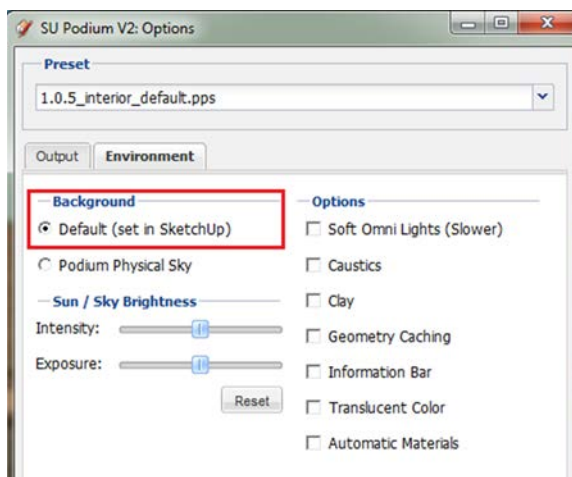 SU Podium V2: Options
Preset
1.0.5_interior_default.pps
Output
Environment
Background
Default (set in SketchUp)
Podium Physical Sky
Sun / Sky Brightness
Intensity:
Exposure:
Reset
Options
Soft Omni Lights (Slower)
Caustics
Clay
Geometry Caching
Information Bar
Translucent Color
Automatic Materials